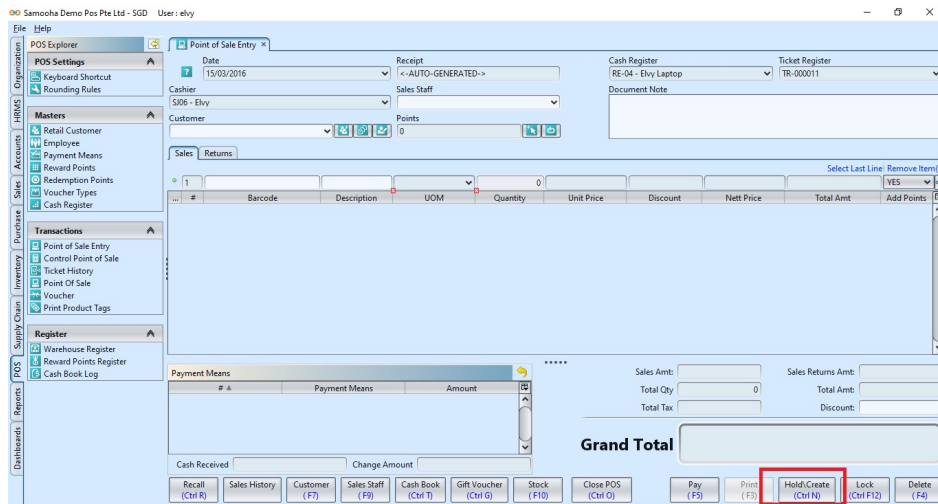 Samooha Demo Pos Pte Ltd - SGD User : elvy
File Help
Organization
HRMS
Accounts
Sales
Purchase
Inventory
Supply Chain
POS
Reports
Dashboards
POS Explorer
POS Settings
Keyboard Shortcut
Rounding Rules
Masters
Retail Customer
Employee
Payment Means
Reward Points
Redemption Points
Voucher Types
Cash Register
Transactions
Point of Sale Entry
Control Point of Sale
Ticket History
Point Of Sale
Voucher
Print Product Tags
Register
Warehouse Register
Reward Points Register
Cash Book Log
Point of Sale Entry ×
Date Receipt Cash Register Ticket Register
? 15/03/2016 <-AUTO-GENERATED-> RE-04 - Elvy Laptop TR-000011
Cashier Sales Staff Document Note
SJ06 - Elvy
Customer Points
0
Sales Returns
Select Last Line Remove Item(
1 0 YES
... # Barcode Description UOM Quantity Unit Price Discount Nett Price Total Amt Add Points
Payment Means
# Payment Means Amount
Cash Received Change Amount
Sales Amt: Sales Returns Amt:
Total Qty 0 Total Amt:
Total Tax Discount:
Grand Total
Recall Sales History Customer Sales Staff Cash Book Gift Voucher Stock Close POS Pay Print Hold\Create Lock Delete
(Ctrl R) ( F7) ( F9) (Ctrl T) (Ctrl G) ( F10) (Ctrl O) ( F5) ( F3) (Ctrl N) (Ctrl F12) ( F4)